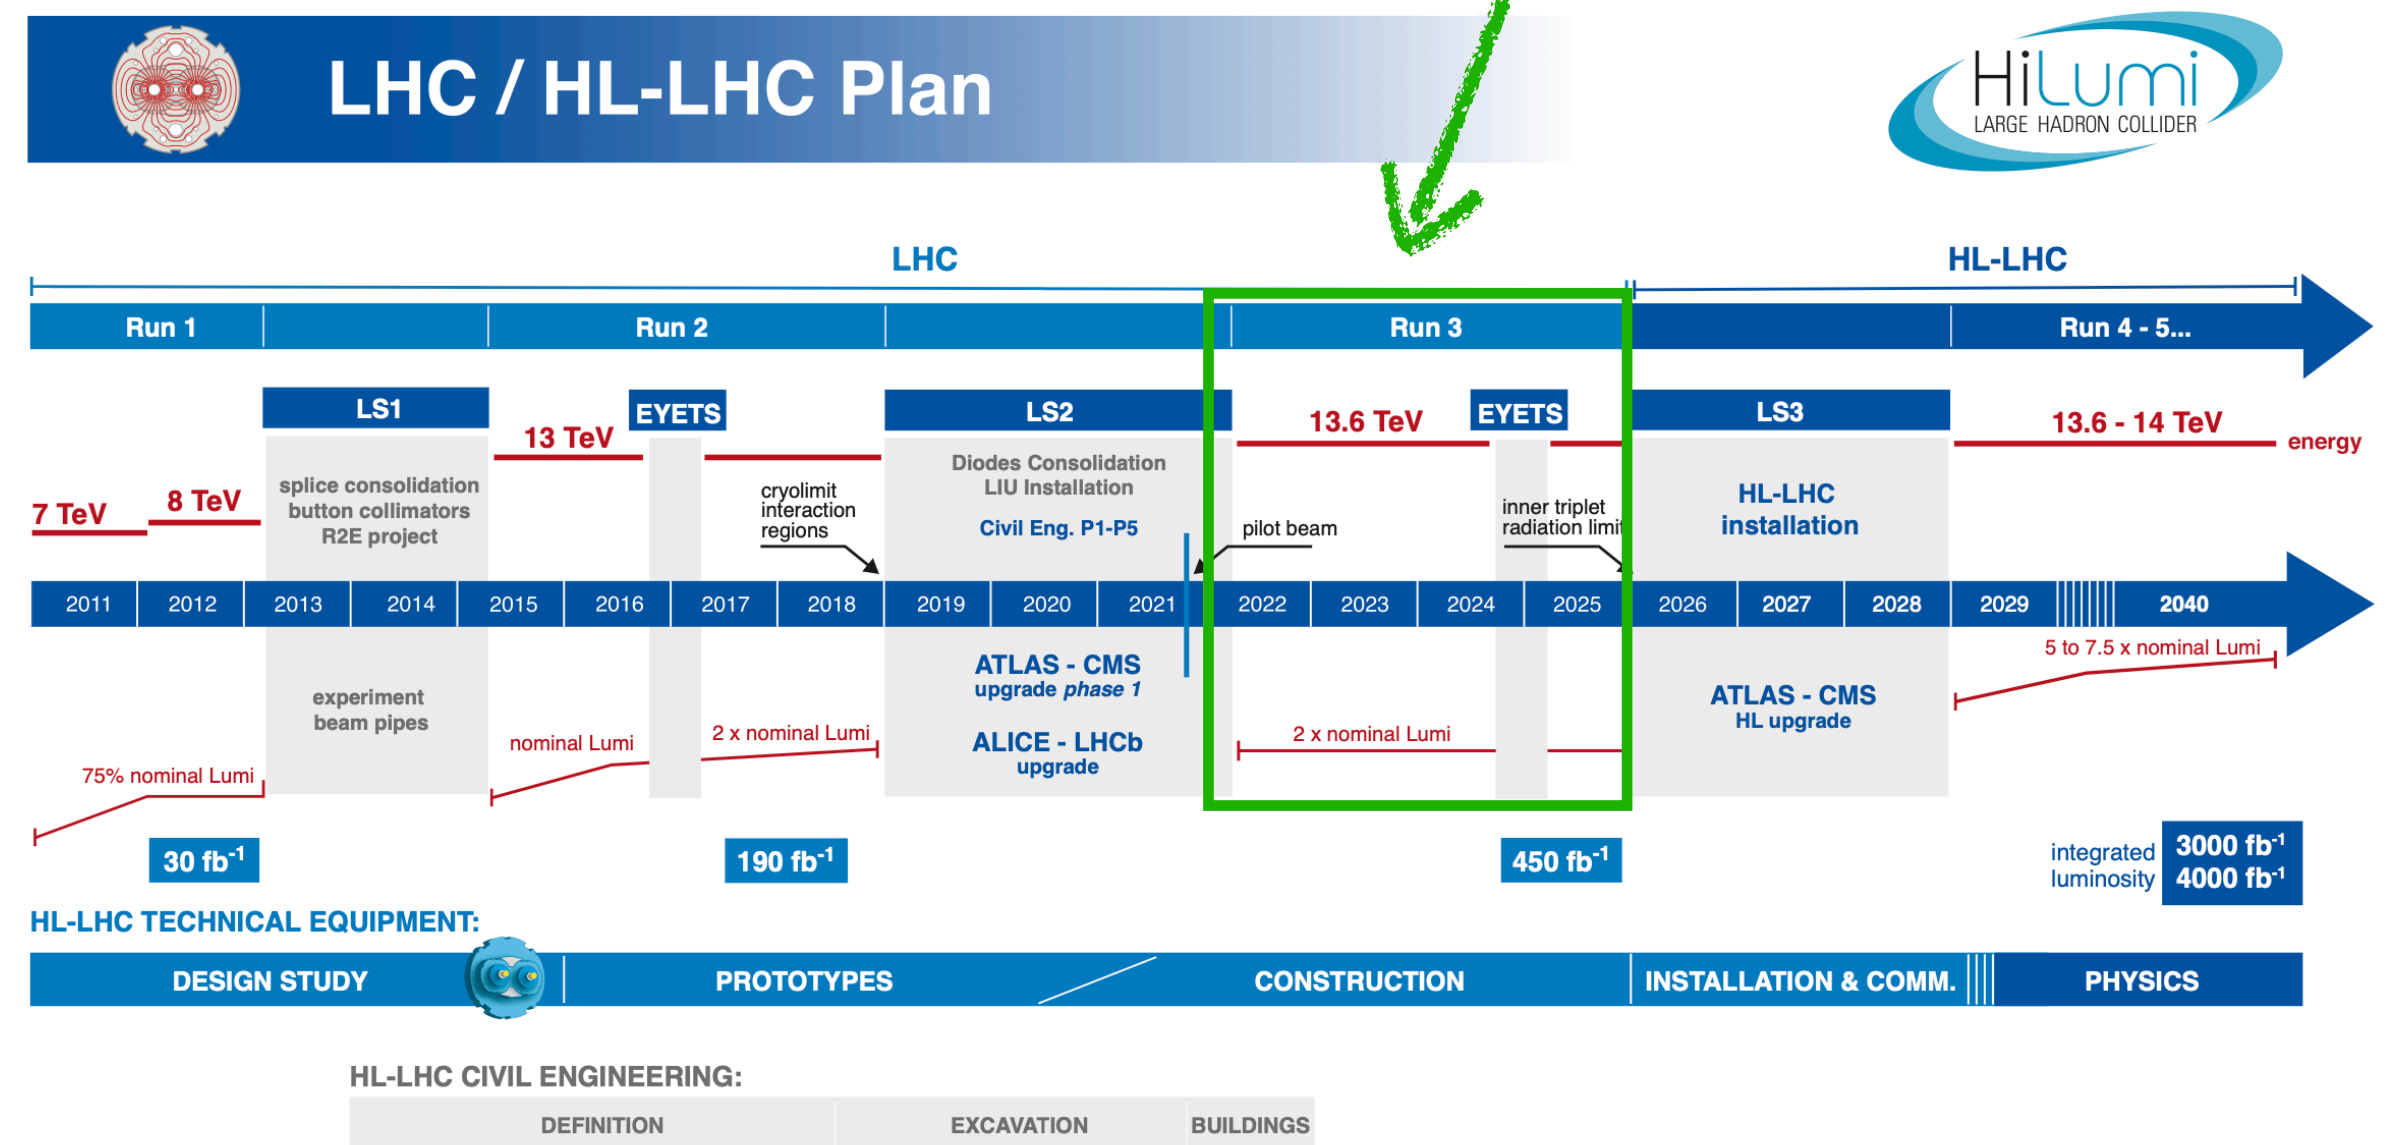 LHC / HL-LHC Plan
HiLumi
LARGE HADRON COLLIDER
LHC
HL-LHC
Run 1
Run 2
Run 3
Run 4 - 5...
LS1
EYETS
LS2
EYETS
LS3
7 TeV
8 TeV
13 TeV
13.6 TeV
13.6 - 14 TeV
energy
splice consolidation
button collimators
R2E project
cryolimit
interaction
regions
Diodes Consolidation
LIU Installation
Civil Eng. P1-P5
pilot beam
inner triplet
radiation limit
HL-LHC
installation
2011
2012
2013
2014
2015
2016
2017
2018
2019
2020
2021
2022
2023
2024
2025
2026
2027
2028
2029
2040
experiment
beam pipes
75% nominal Lumi
nominal Lumi
2 x nominal Lumi
ATLAS - CMS
upgrade phase 1
ALICE - LHCb
upgrade
2 x nominal Lumi
ATLAS - CMS
HL upgrade
5 to 7.5 x nominal Lumi
30 fb-1
190 fb-1
450 fb-1
integrated
luminosity
3000 fb-1
4000 fb-1
HL-LHC TECHNICAL EQUIPMENT:
DESIGN STUDY
PROTOTYPES
CONSTRUCTION
INSTALLATION & COMM.
PHYSICS
HL-LHC CIVIL ENGINEERING:
DEFINITION
EXCAVATION
BUILDINGS